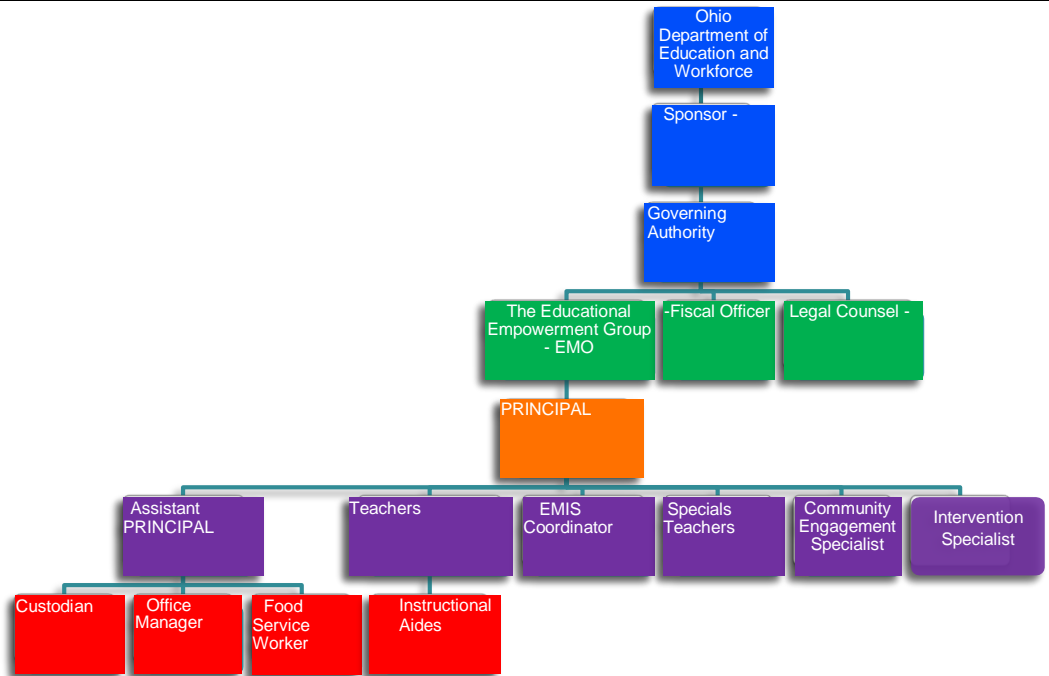 Ohio
Department of
Education and
Workforce
Sponsor -
Governing
Authority
The Educational
Empowerment Group
- EMO
-Fiscal Officer
Legal Counsel -
PRINCIPAL
Assistant
PRINCIPAL
Teachers
EMIS
Coordinator
Specials
Teachers
Community
Engagement
Specialist
Intervention
Specialist
Custodian
Office
Manager
Food
Service
Worker
Instructional
Aides